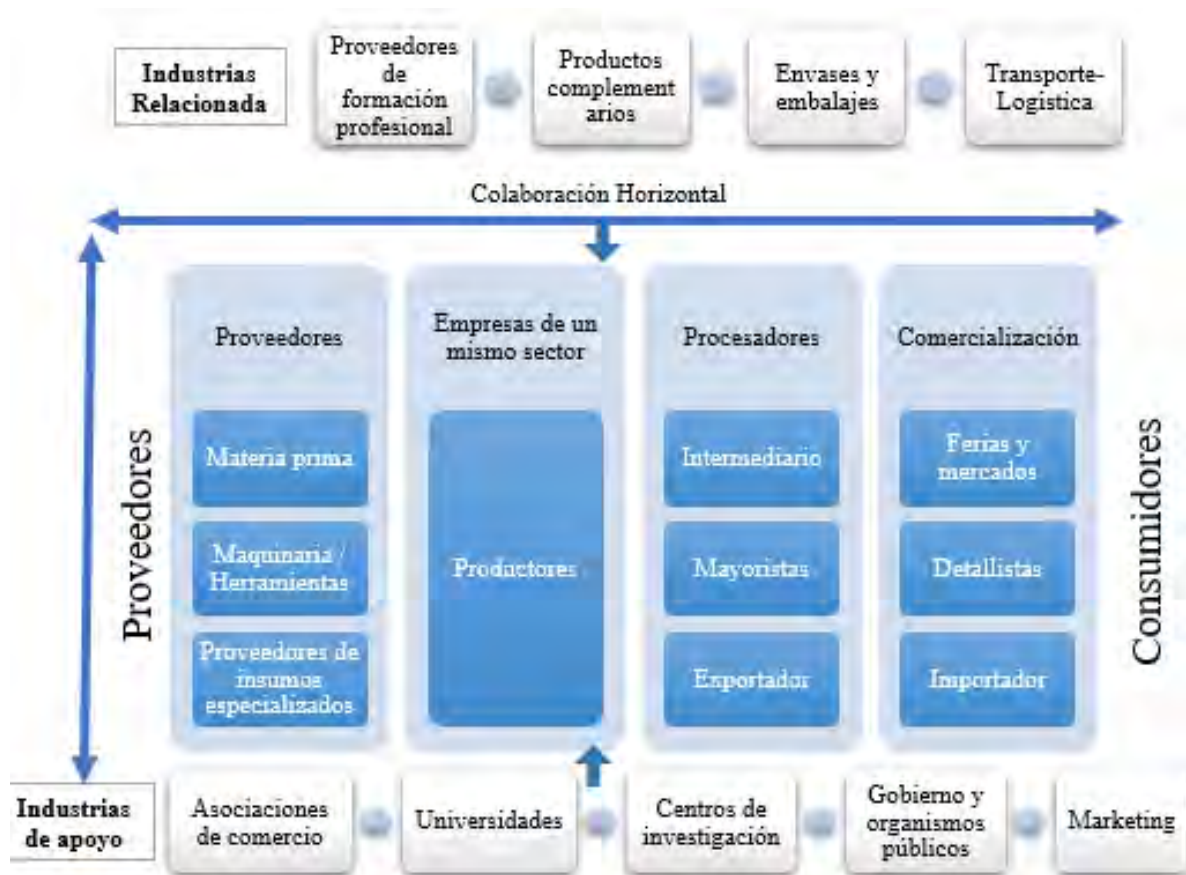 Industrias
Relacionada
Proveedores
de
formación
profesional
Productos
complement
arios
Envases y
embalajes
Transporte-
Logística
Colaboración Horizontal
Proveedores
Proveedores
Materia prima
Maquinaria /
Herramientas
Proveedores de
insumos
especializados
Empresas de un
mismo sector
Productores
Procesadores
Intermediario
Mayoristas
Exportador
Comercialización
Ferias y
mercados
Detallistas
Importador
Consumidores
Industrias
de apoyo
Asociaciones
de comercio
Universidades
Centros de
investigación
Gobierno y
organismos
públicos
Marketing